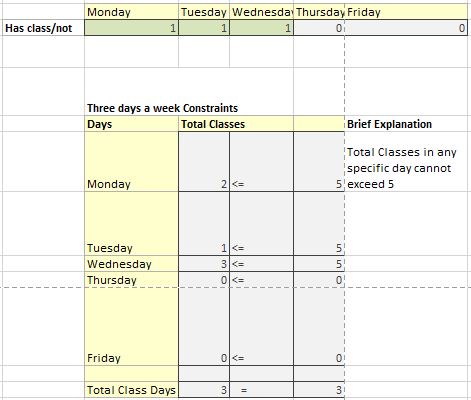 Monday Tuesday Wednesday Thursday Friday
Has class/not 1 1 1 0 0
Three days a week Constraints
Days Total Classes Brief Explanation
Total Classes in any
specific day cannot
Monday 2 <= 5 exceed 5
Tuesday 1 <= 5
Wednesday 3 <= 5
Thursday 0 <= 0
Friday 0 <= 0
Total Class Days 3 = 3